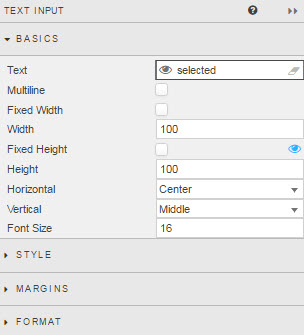 TEXT INPUT
BASICS
Text selected
Multiline
Fixed Width
Width 100
Fixed Height
Height 100
Horizontal Center
Vertical Middle
Font Size 16
STYLE
MARGINS
FORMAT